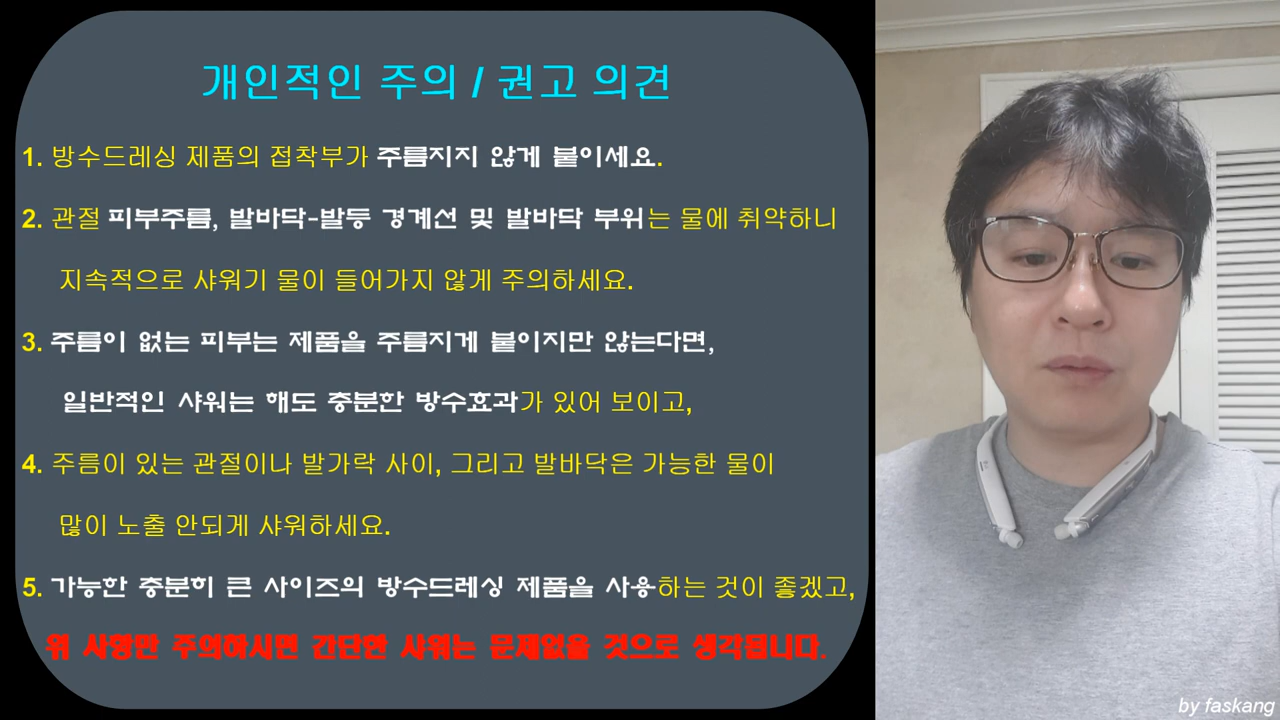 개인적인 주의 / 권고 의견
1. 방수드레싱 제품의 접착부가 주름지지 않게 붙이세요.
2. 관절 피부주름, 발바닥-발등 경계선 및 발바닥 부위는 물에 취약하니
지속적으로 샤워기 물이 들어가지 않게 주의하세요.
3. 주름이 없는 피부는 제품을 주름지게 붙이지만 않는다면,
일반적인 샤워는 해도 충분한 방수효과가 있어 보이고,
4. 주름이 있는 관절이나 발가락 사이, 그리고 발바닥은 가능한 물이
많이 노출 안되게 샤워하세요.
5. 가능한 충분히 큰 사이즈의 방수드레싱 제품을 사용하는 것이 좋겠고,
위 사항만 주의하시면 간단한 샤워는 문제없을 것으로 생각됩니다.
by faskang